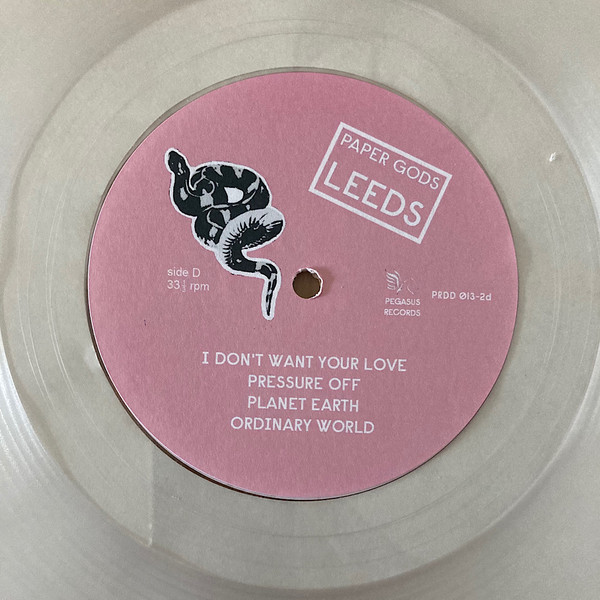 PAPER GODS
LEEDS
side D
33⅓ rpm
PEGASUS
RECORDS
PRDD 013-2d
I DON'T WANT YOUR LOVE
PRESSURE OFF
PLANET EARTH
ORDINARY WORLD